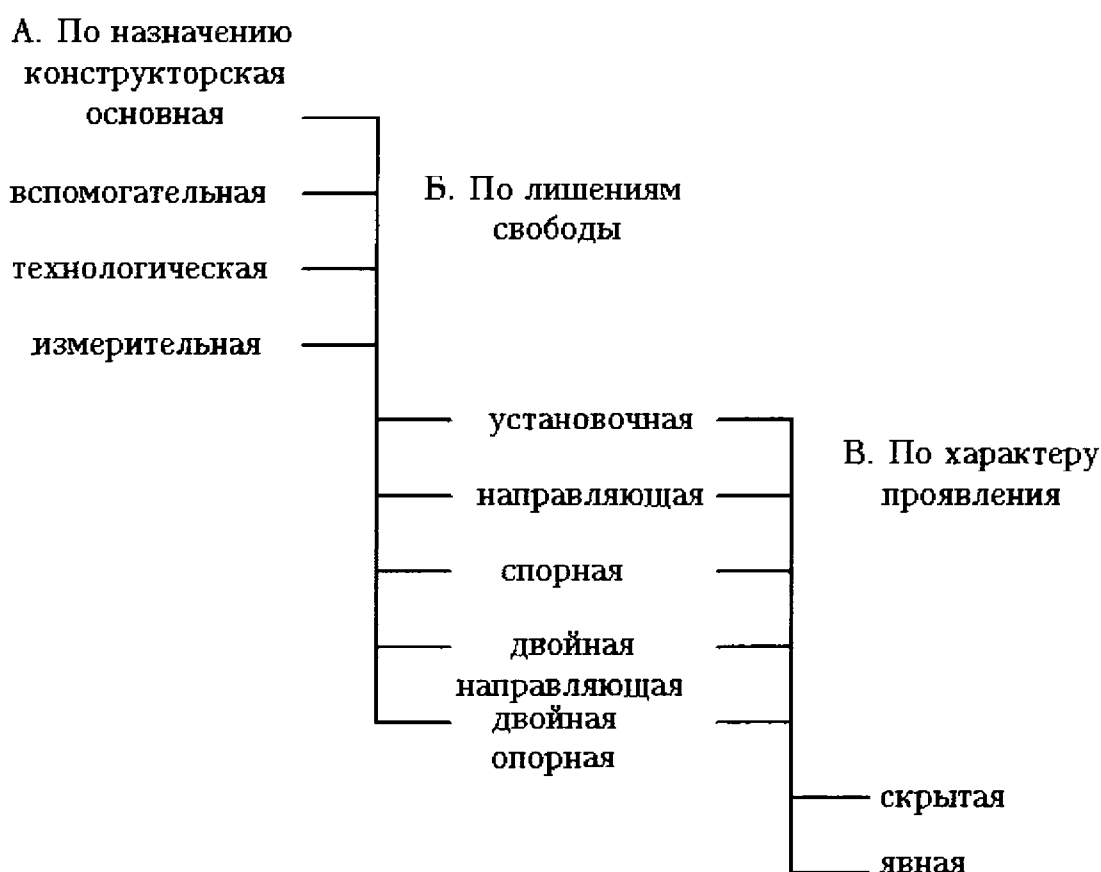 А. По назначению
конструкторская
основная
вспомогательная
технологическая
измерительная
Б. По лишениям
свободы
установочная
направляющая
спорная
двойная
направляющая
двойная
опорная
В. По характеру
проявления
скрытая
явная